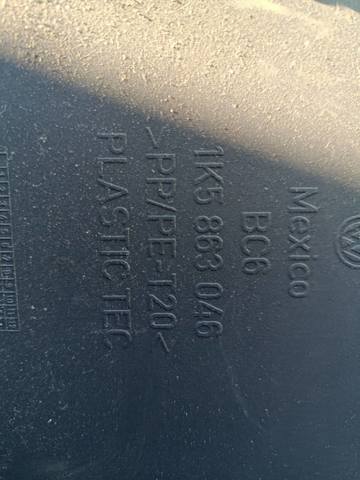 Mexico
BC6
1K5 863 046
>PP/PE-T20<
PLASTIC TEC